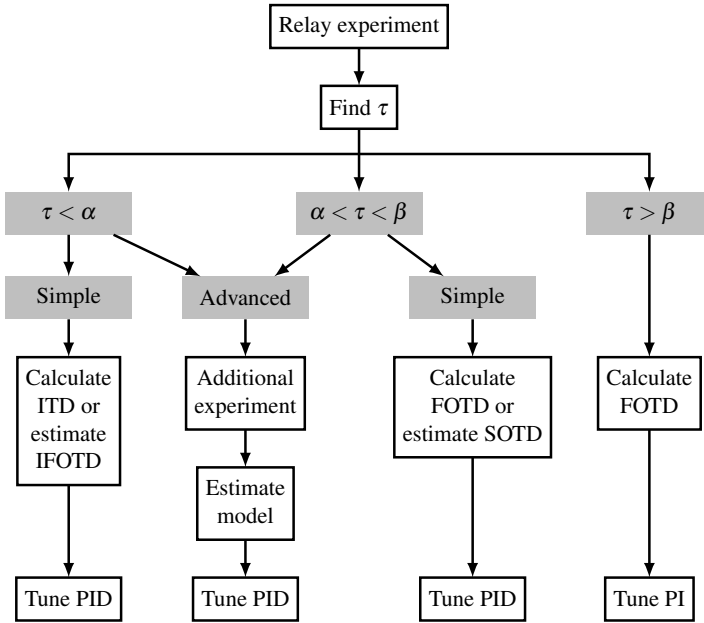 Relay experiment
Find τ
τ < α
α < τ < β
τ > β
Simple
Advanced
Simple
Calculate
ITD or
estimate
IFOTD
Additional
experiment
Calculate
FOTD or
estimate SOTD
Calculate
FOTD
Estimate
model
Tune PID
Tune PID
Tune PID
Tune PI